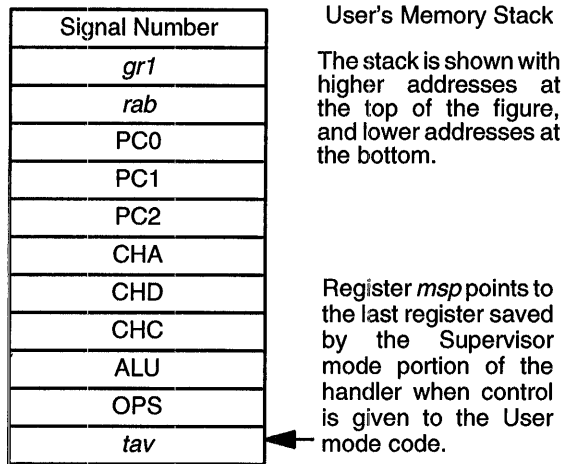 Signal Number
gr1
rab
PC0
PC1
PC2
CHA
CHD
CHC
ALU
OPS
tav
User's Memory Stack
The stack is shown with
higher addresses at
the top of the figure,
and lower addresses at
the bottom.
Register msp points to
the last register saved
by the Supervisor
mode portion of the
handler when control
is given to the User
mode code.